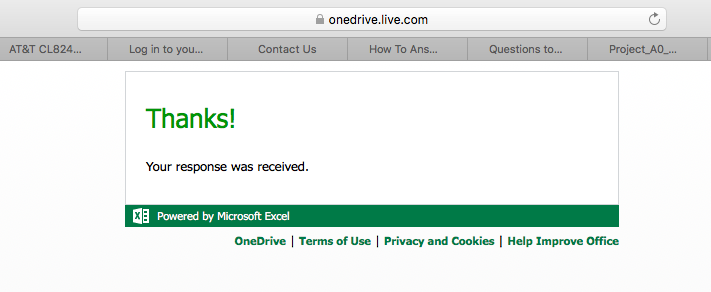 onedrive.live.com
AT&T CL824... Log in to you... Contact Us How To Ans... Questions to... Project_A0_...
Thanks!
Your response was received.
Powered by Microsoft Excel
OneDrive | Terms of Use | Privacy and Cookies | Help Improve Office